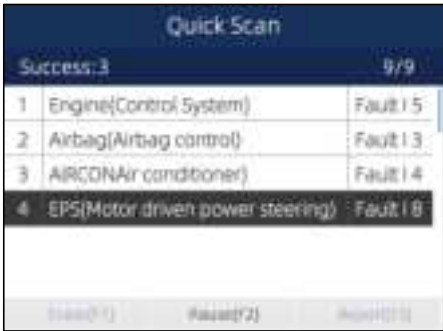 Quick Scan
Success:3 9/9
1 Engine(Control System) Fault | 5
2 Airbag(Airbag control) Fault | 3
3 AIRCONAir conditioner) Fault | 4
4 EPS(Motor driven power steering) Fault | 8
Pause(F2)